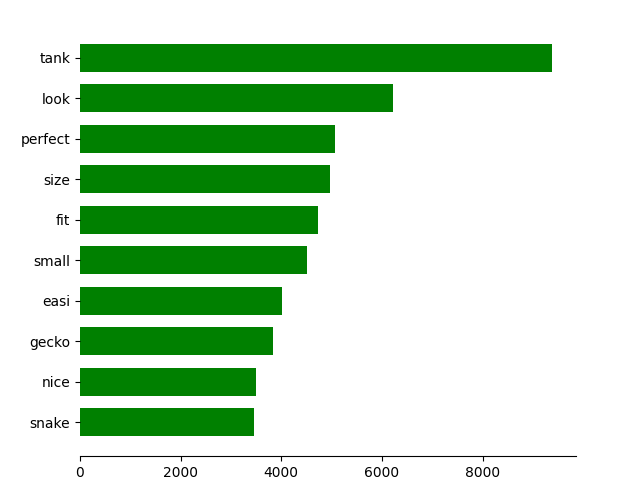 tank
look
perfect
size
fit
small
easi
gecko
nice
snake
0 2000 4000 6000 8000